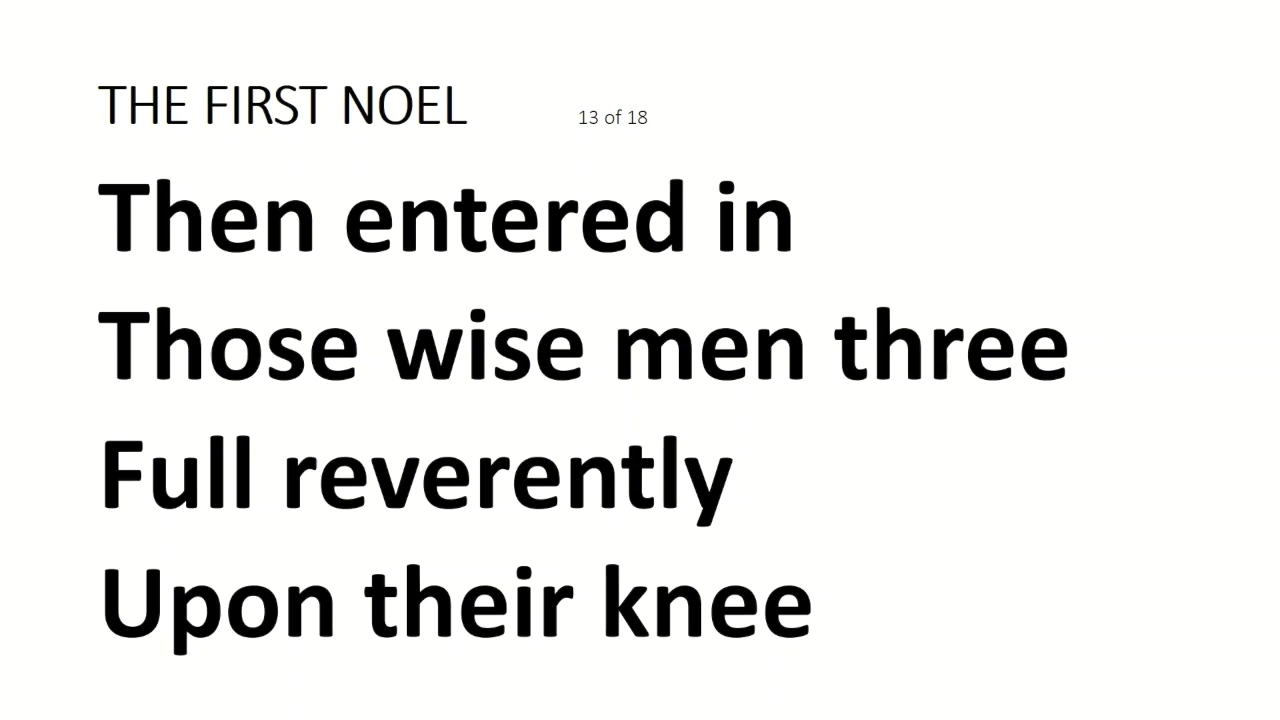 THE FIRST NOEL 13 of 18
Then entered in
Those wise men three
Full reverently
Upon their knee